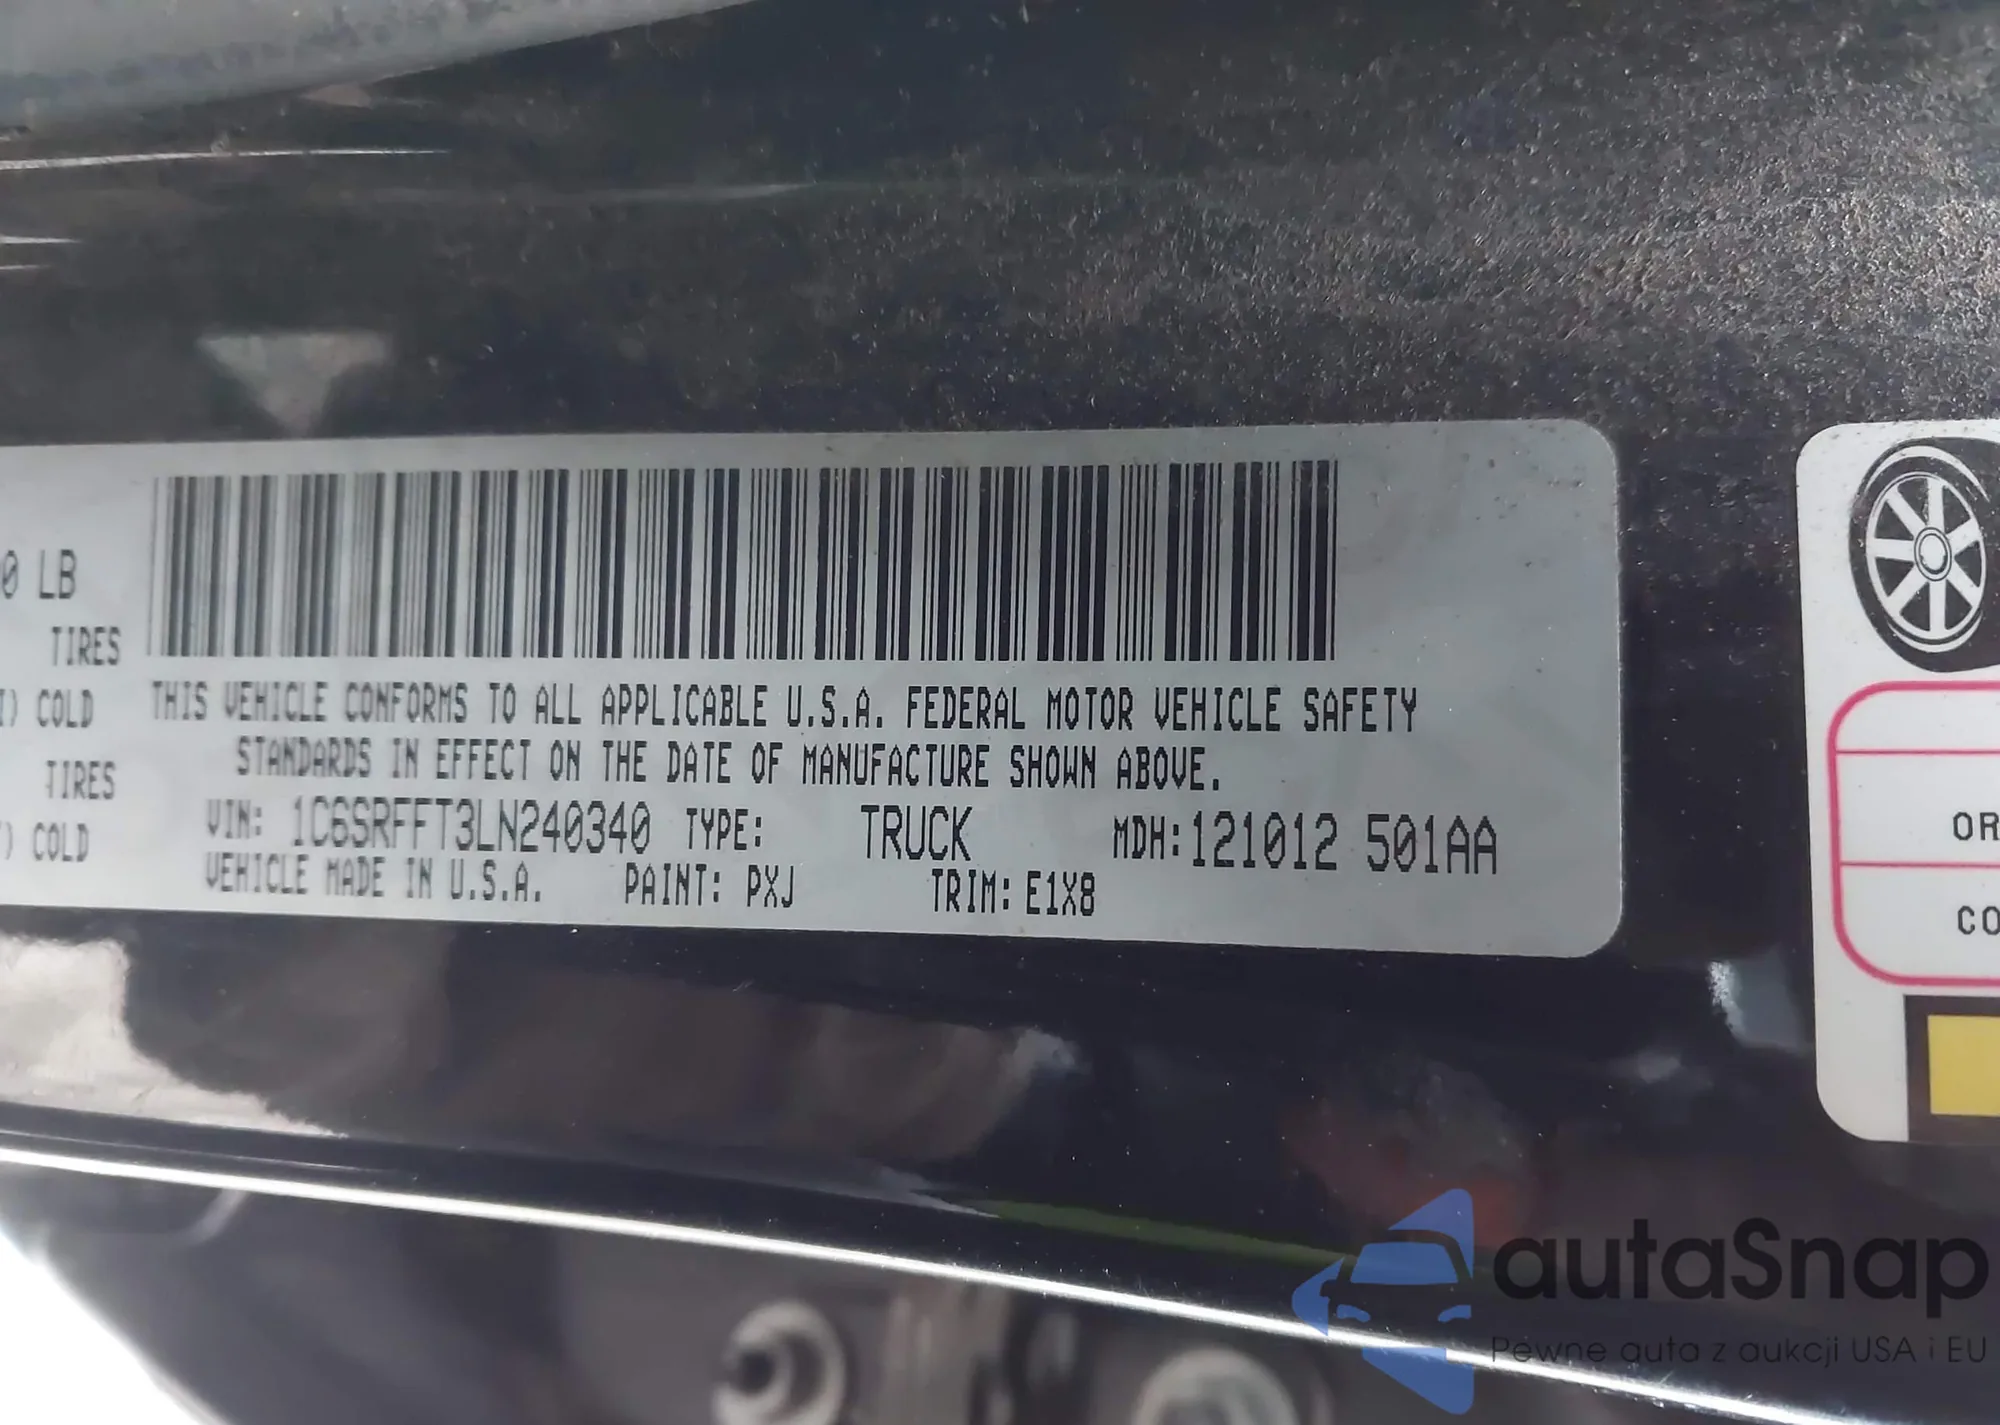 0 LB
TIRES
I) COLD
TIRES
) COLD
THIS VEHICLE CONFORMS TO ALL APPLICABLE U.S.A. FEDERAL MOTOR VEHICLE SAFETY
STANDARDS IN EFFECT ON THE DATE OF MANUFACTURE SHOWN ABOVE.
VIN: 1C6SRFFT3LN240340 TYPE: TRUCK MDH:121012 501AA
VEHICLE MADE IN U.S.A. PAINT: PXJ TRIM: E1X8
OR
CO
autaSnap
Pewne auta z aukcji USA i EU